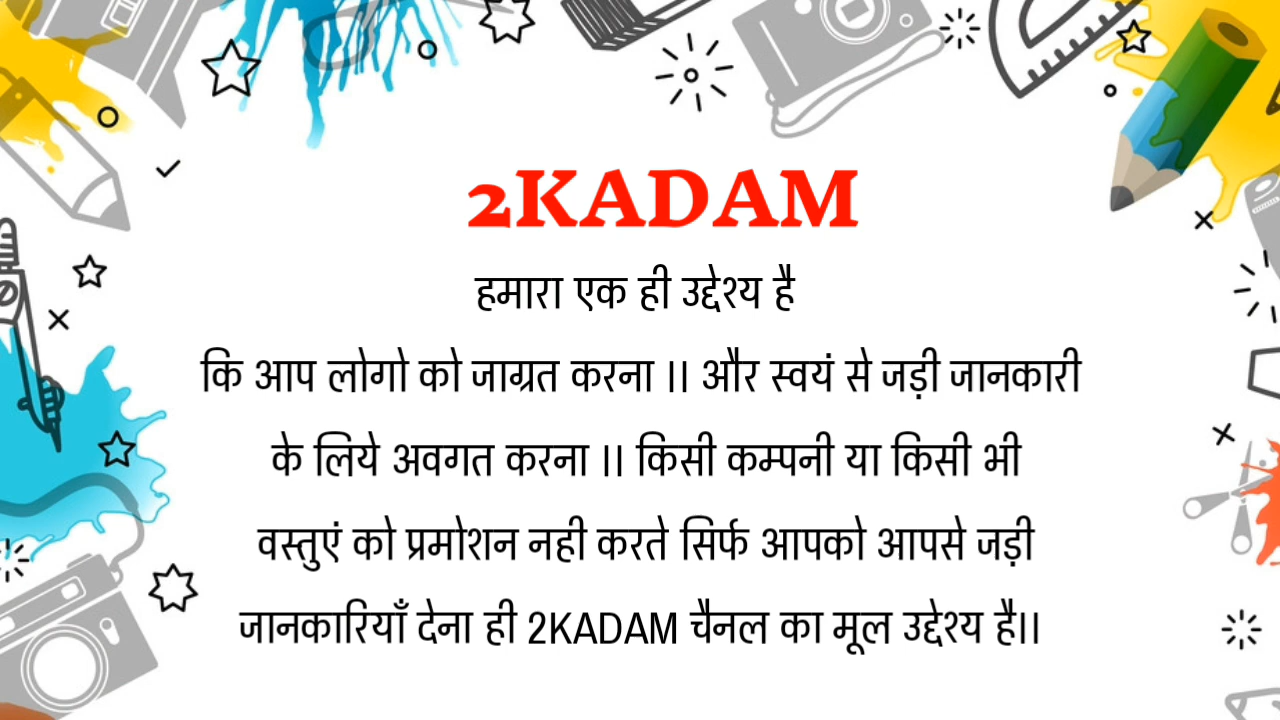 2KADAM
हमारा एक ही उद्देश्य है
कि आप लोगो को जाग्रत करना ।। और स्वयं से जड़ी जानकारी
के लिये अवगत करना ।। किसी कम्पनी या किसी भी
वस्तुएं को प्रमोशन नही करते सिर्फ आपको आपसे जड़ी
जानकारियाँ देना ही 2KADAM चैनल का मूल उद्देश्य है।।